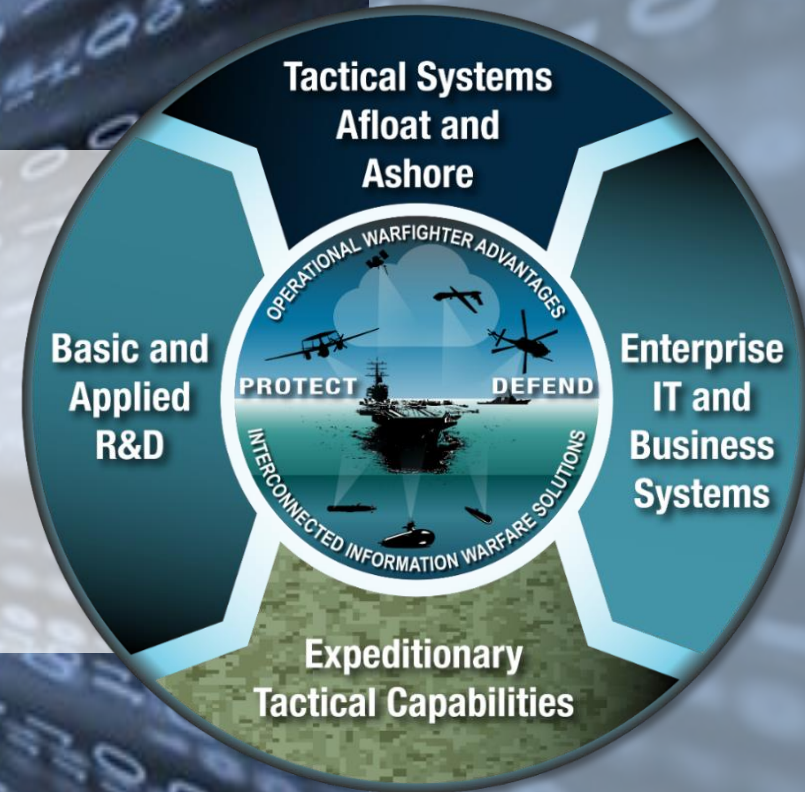 Tactical Systems
Afloat and
Ashore
OPERATIONAL WARFIGHTER ADVANTAGES
Basic and
Applied
R&D
PROTECT
DEFEND
Enterprise
IT and
Business
Systems
INTERCONNECTED INFORMATION WARFARE SOLUTIONS
Expeditionary
Tactical Capabilities